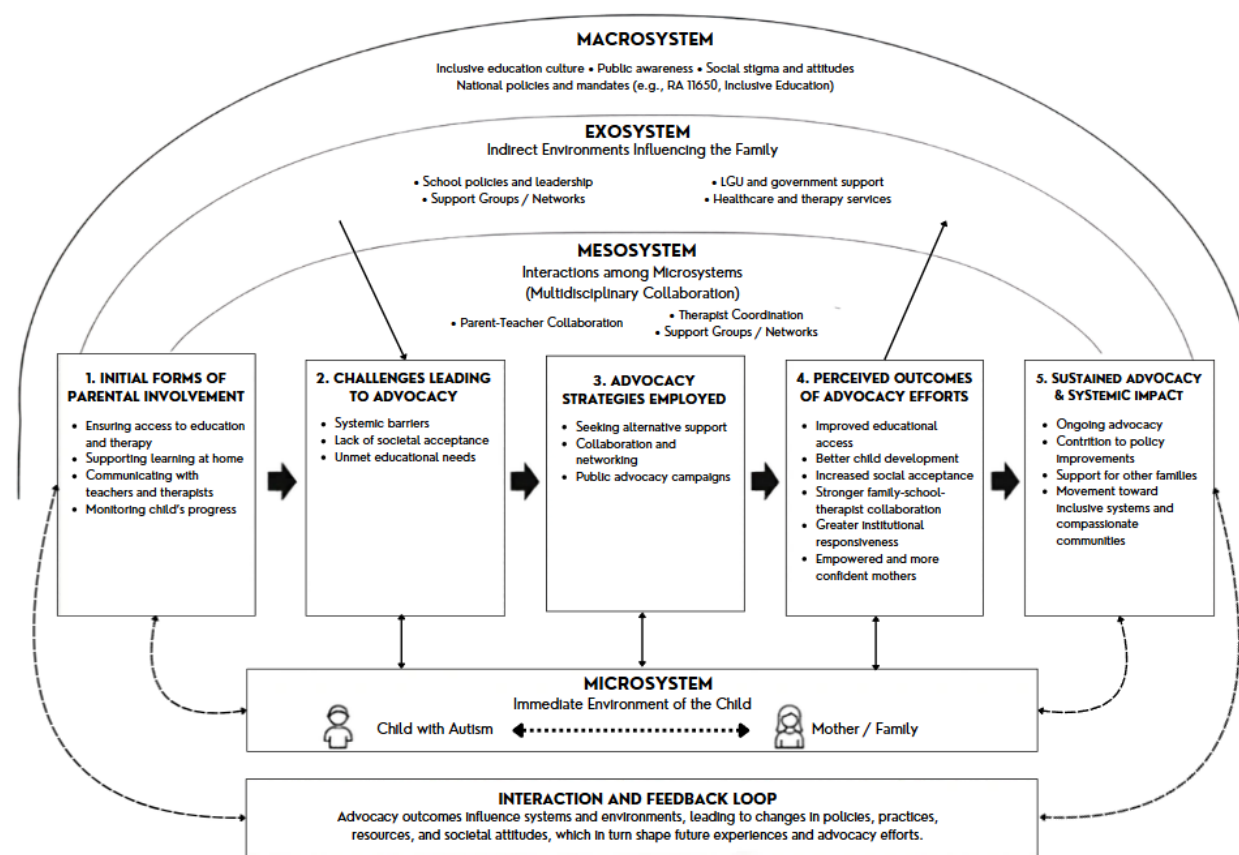 MACROSYSTEM
Inclusive education culture • Public awareness • Social stigma and attitudes
National policies and mandates (e.g., RA 11650, Inclusive Education)
EXOSYSTEM
Indirect Environments Influencing the Family
• School policies and leadership
• Support Groups / Networks
• LGU and government support
• Healthcare and therapy services
MESOSYSTEM
Interactions among Microsystems
(Multidisciplinary Collaboration)
• Parent-Teacher Collaboration
• Therapist Coordination
• Support Groups / Networks
1. INITIAL FORMS OF
PARENTAL INVOLVEMENT
• Ensuring access to education
and therapy
• Supporting learning at home
• Communicating with
teachers and therapists
• Monitoring child's progress
2. CHALLENGES LEADING
TO ADVOCACY
• Systemic barriers
• Lack of societal acceptance
• Unmet educational needs
3. ADVOCACY
STRATEGIES EMPLOYED
• Seeking alternative support
• Collaboration and
networking
• Public advocacy campaigns
4. PERCEIVED OUTCOMES
OF ADVOCACY EFFORTS
• Improved educational
access
• Better child development
• Increased social acceptance
• Stronger family-school-
therapist collaboration
• Greater institutional
responsiveness
• Empowered and more
confident mothers
5. SUSTAINED ADVOCACY
& SYSTEMIC IMPACT
• Ongoing advocacy
• Contrition to policy
improvements
• Support for other families
• Movement toward
inclusive systems and
compassionate
communities
MICROSYSTEM
Immediate Environment of the Child
Child with Autism
Mother / Family
INTERACTION AND FEEDBACK LOOP
Advocacy outcomes influence systems and environments, leading to changes in policies, practices,
resources, and societal attitudes, which in turn shape future experiences and advocacy efforts.